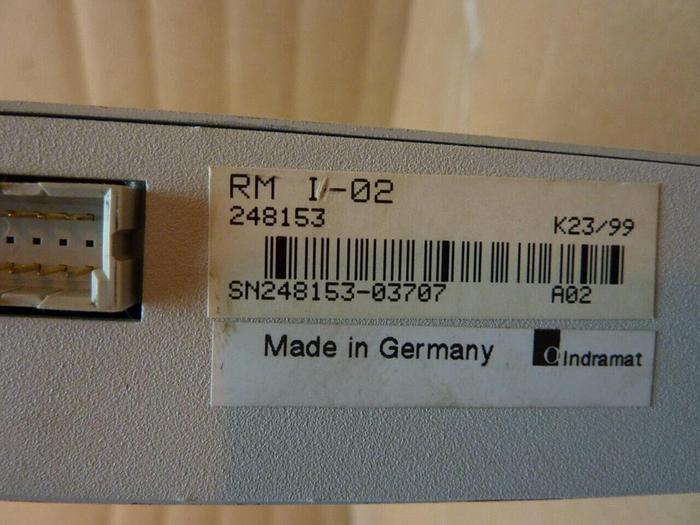 RM I/-02
248153
K23/99
SN248153-03707
A02
Made in Germany
Indramat